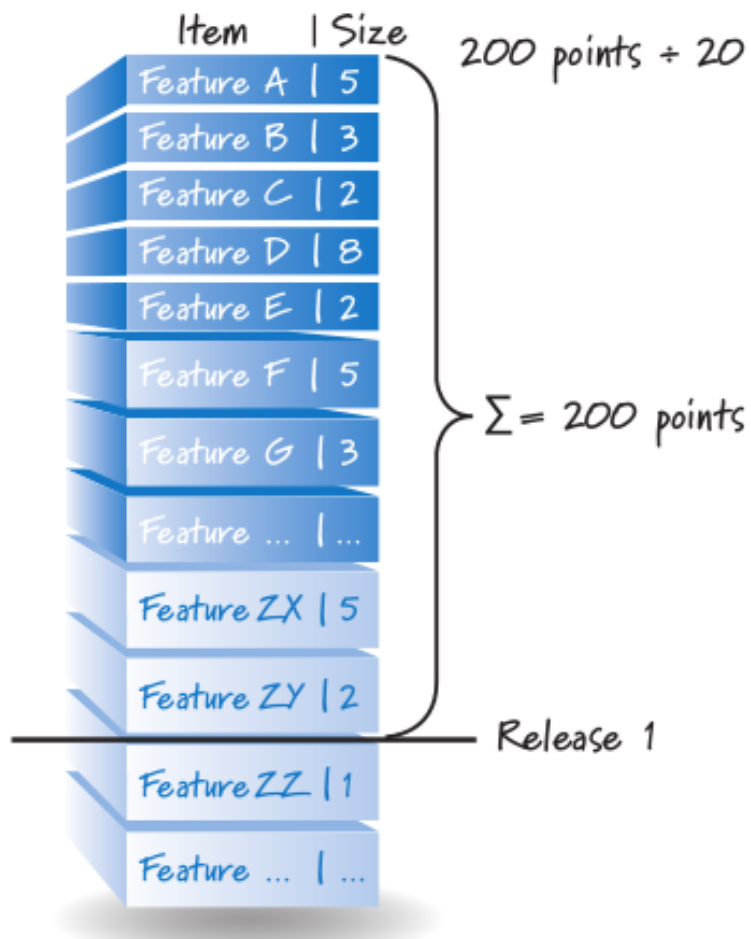 Item | Size
200 points ÷ 20
Feature A | 5
Feature B | 3
Feature C | 2
Feature D | 8
Feature E | 2
Feature F | 5
Feature G | 3
Feature ... | ...
Feature ZX | 5
Feature ZY | 2
Σ = 200 points
Release 1
Feature ZZ | 1
Feature ... | ...